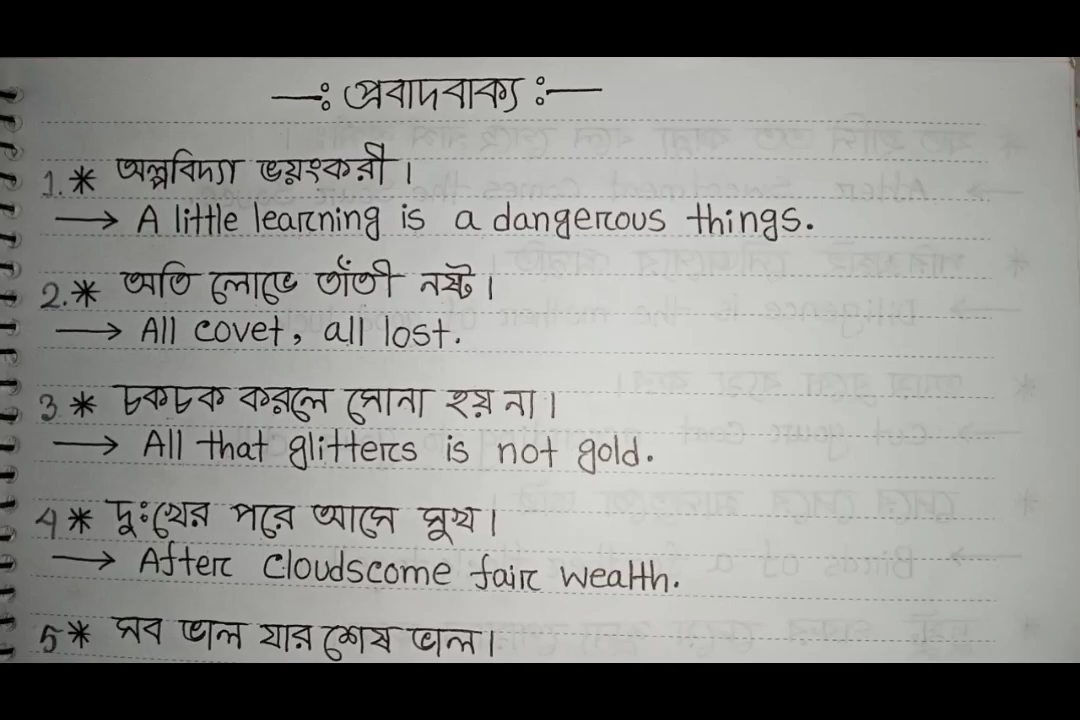 —: প্রবাদবাক্য :—
1.* অল্পবিদ্যা ভয়ংকরী।
→ A little learning is a dangerous things.
2.* অতি লোভে তাঁতী নষ্ট।
→ All covet, all lost.
3 * চকচক করলে সোনা হয় না।
→ All that glitters is not gold.
4 * দুঃখের পরে আসে সুখ।
→ After Cloudscome fair wealth.
5 * সব ভাল যার শেষ ভাল।